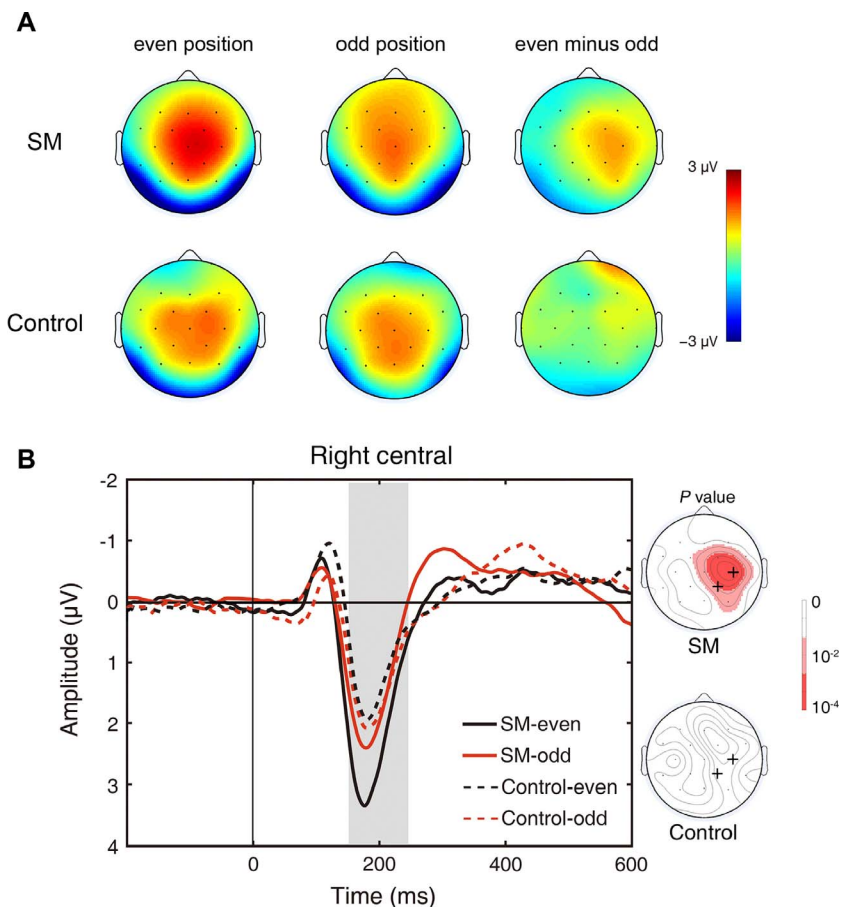 A
even position
odd position
even minus odd
SM
3 µV
Control
−3 µV
B
Right central
-2
-1
0
1
2
3
4
Amplitude (µV)
0
200
400
600
Time (ms)
SM-even
SM-odd
Control-even
Control-odd
P value
SM
0
10-2
10-4
Control